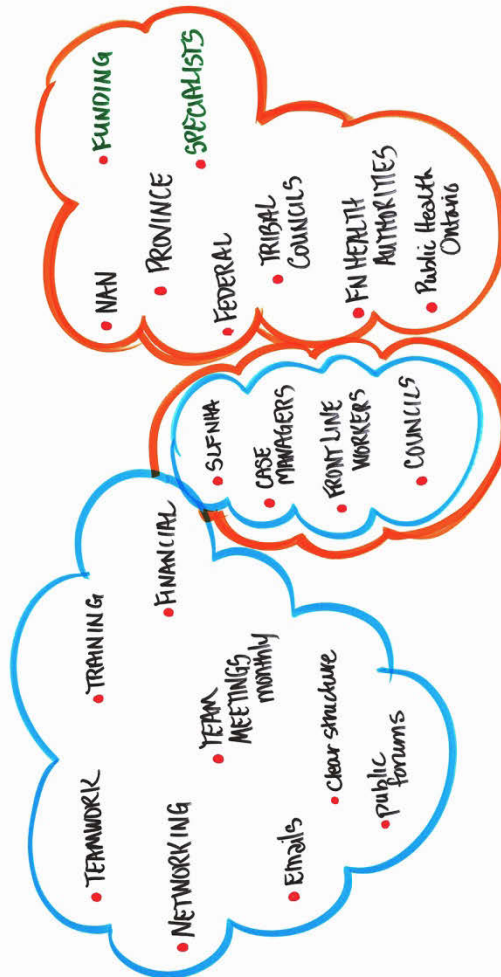 • TEAMWORK
• TRAINING
• NETWORKING
• FINANCIAL
• TEAM
MEETINGS
monthly
• Emails
• clear structure
• public
forums
• SLFNHA
• CASE
MANAGERS
• FRONT LINE
WORKERS
• COUNCILS
• NAN
• FUNDING
• PROVINCE
• SPECIALISTS
• FEDERAL
• TRIBAL
COUNCILS
• FN HEALTH
AUTHORITIES
• Public Health
Ontario